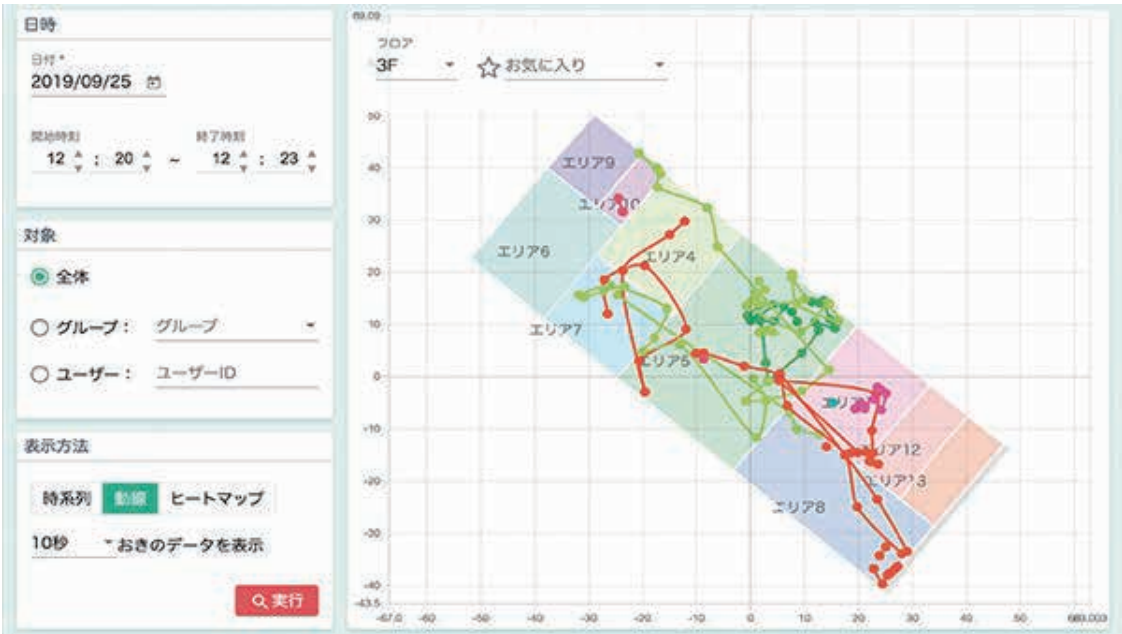 日時
日付*
2019/09/25
開始時刻 終了時刻
12 : 20 ~ 12 : 23
対象
全体
グループ： グループ
ユーザー： ユーザーID
表示方法
時系列 動線 ヒートマップ
10秒 おきのデータを表示
実行
フロア
3F お気に入り
69.09
50
40
30
20
10
0
-10
-20
-30
-40
-43.5
エリア9
エリア10
エリア6
エリア4
エリア7
エリア5
エリア12
エリア13
エリア8
-67.0 -60 -50 -40 -30 -20 -10 0 10 20 30 40 50